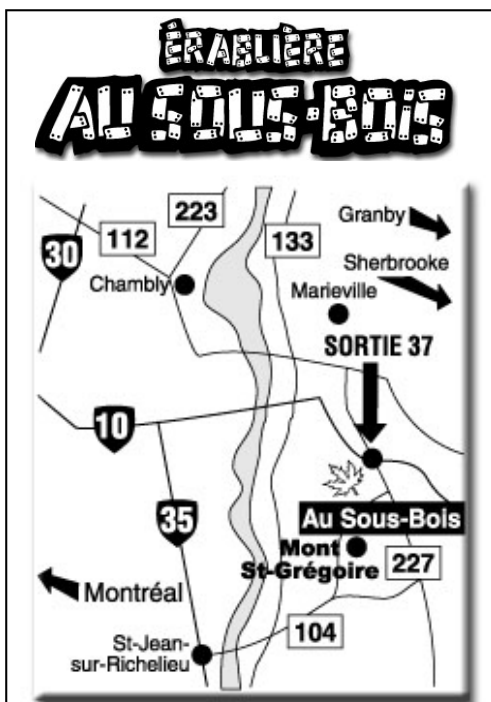 ÉRABLIÈRE
AU SOUS-BOIS
223
Granby
30
112
133
Sherbrooke
Chambly
Marieville
SORTIE 37
10
35
Au Sous-Bois
Mont
St-Grégoire
227
Montréal
104
St-Jean-
sur-Richelieu